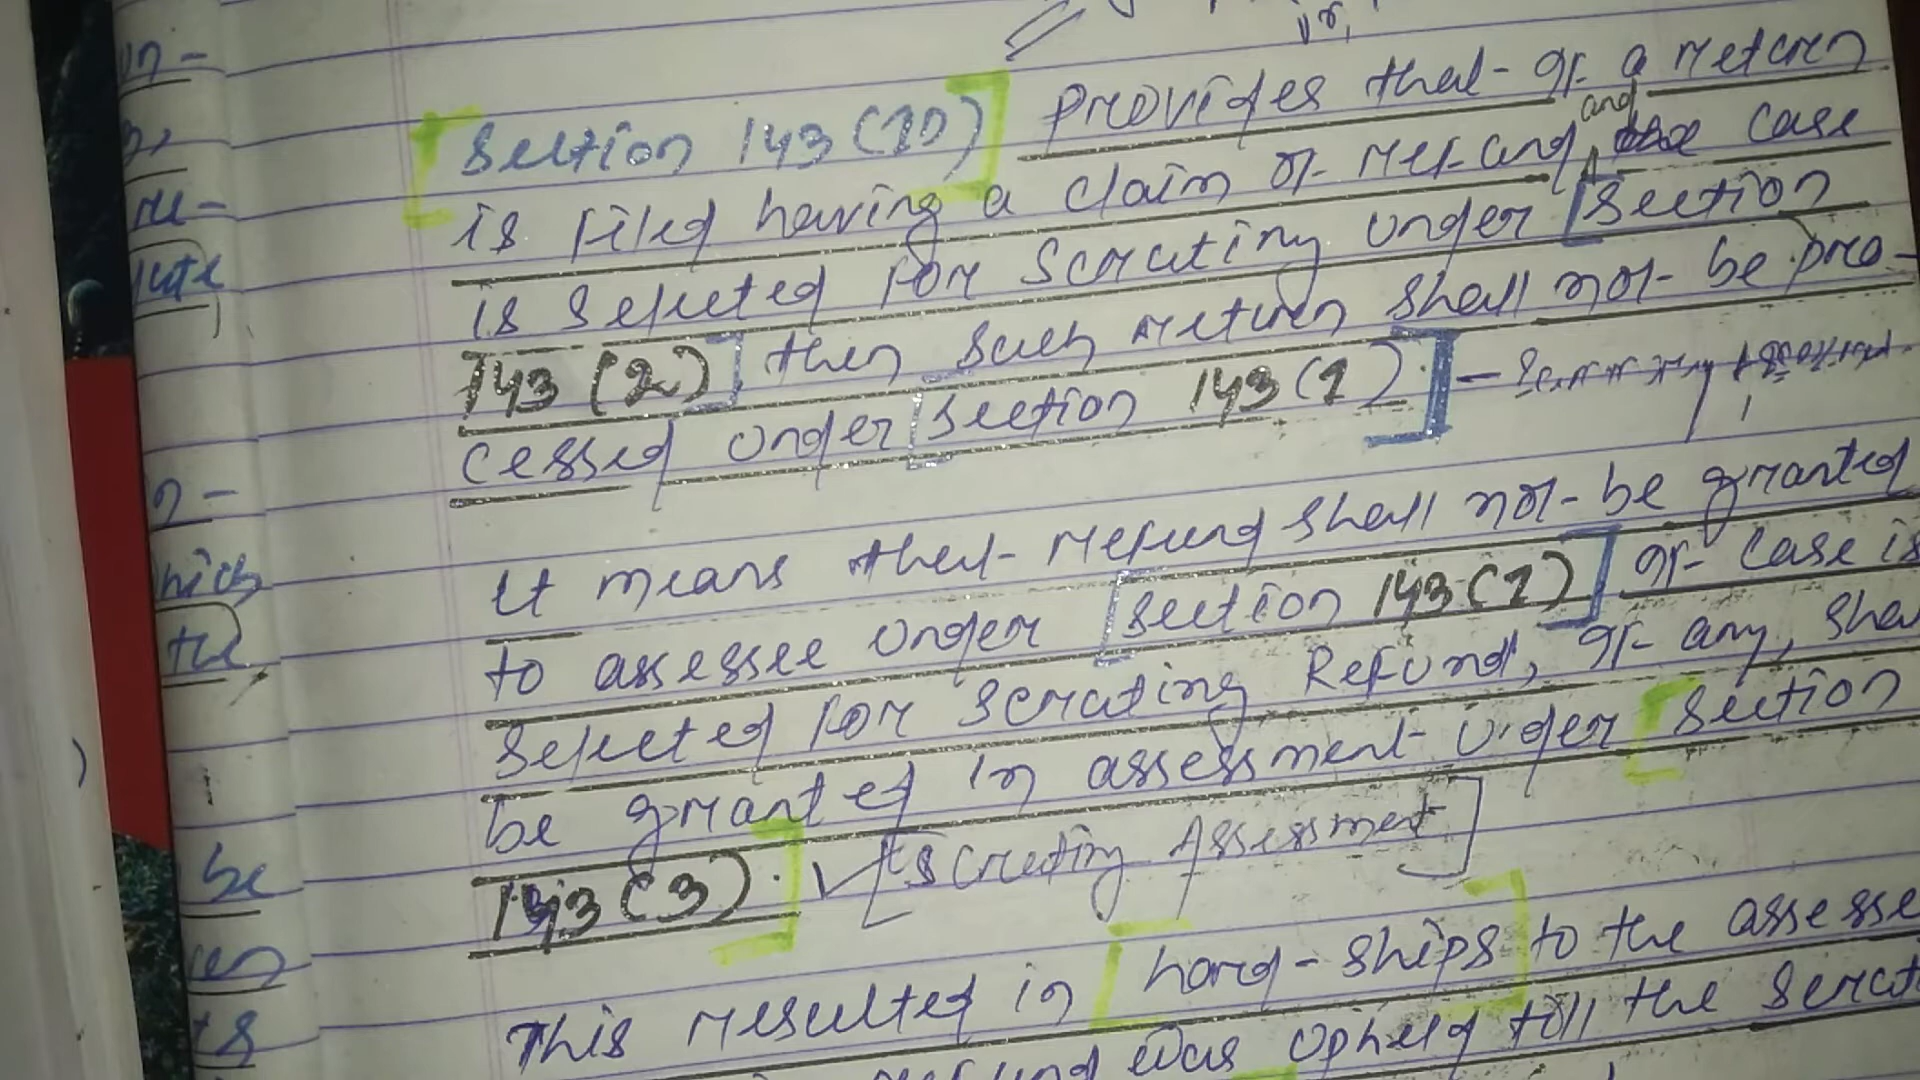 Section 143(1D) provides that if a return
is filed having a claim of refund and the case
is selected for scrutiny under Section
143(2) then such return shall not be pro-
cessed under Section 143(1)
It means that refund shall not be granted
to assessee under Section 143(1) if case is
selected for scrutiny Refund, if any, sha
be granted in assessment under Section
143(3). [Scrutiny Assessment]
This resulted in hard-ships to the assesse
refund was upheld till the scrut
hich
the
be